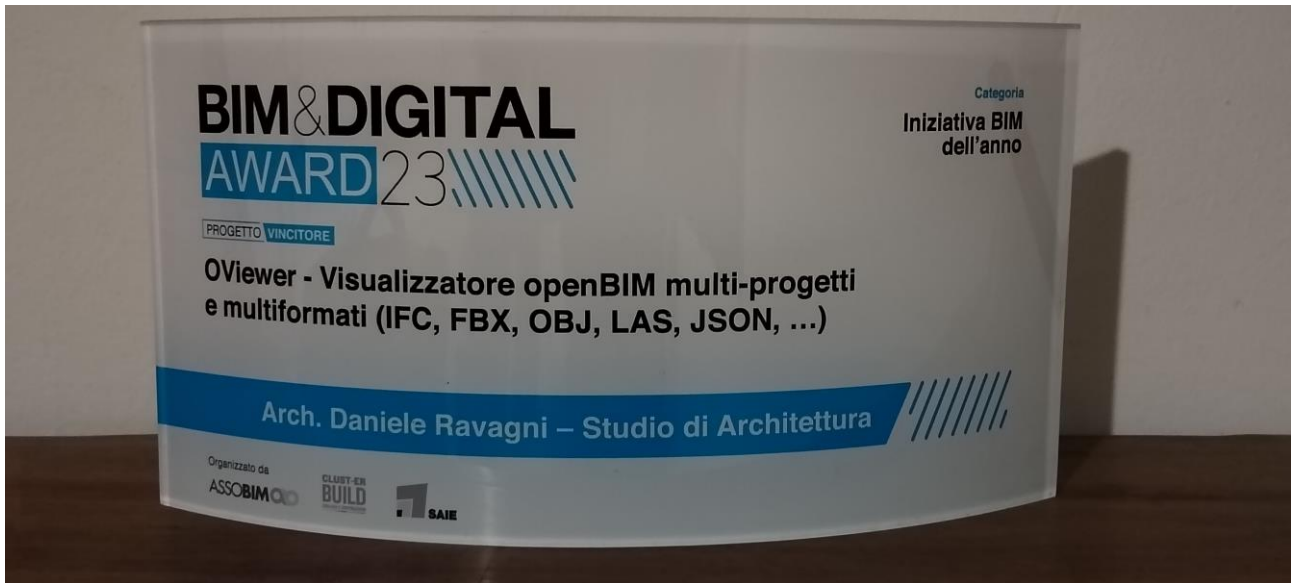 BIM&DIGITAL
AWARD23
Categoria
Iniziativa BIM
dell'anno
PROGETTO VINCITORE
OViewer - Visualizzatore openBIM multi-progetti
e multiformati (IFC, FBX, OBJ, LAS, JSON, ...)
Arch. Daniele Ravagni – Studio di Architettura
Organizzato da
ASSOBIM
CLUST-ER
BUILD
SAIE